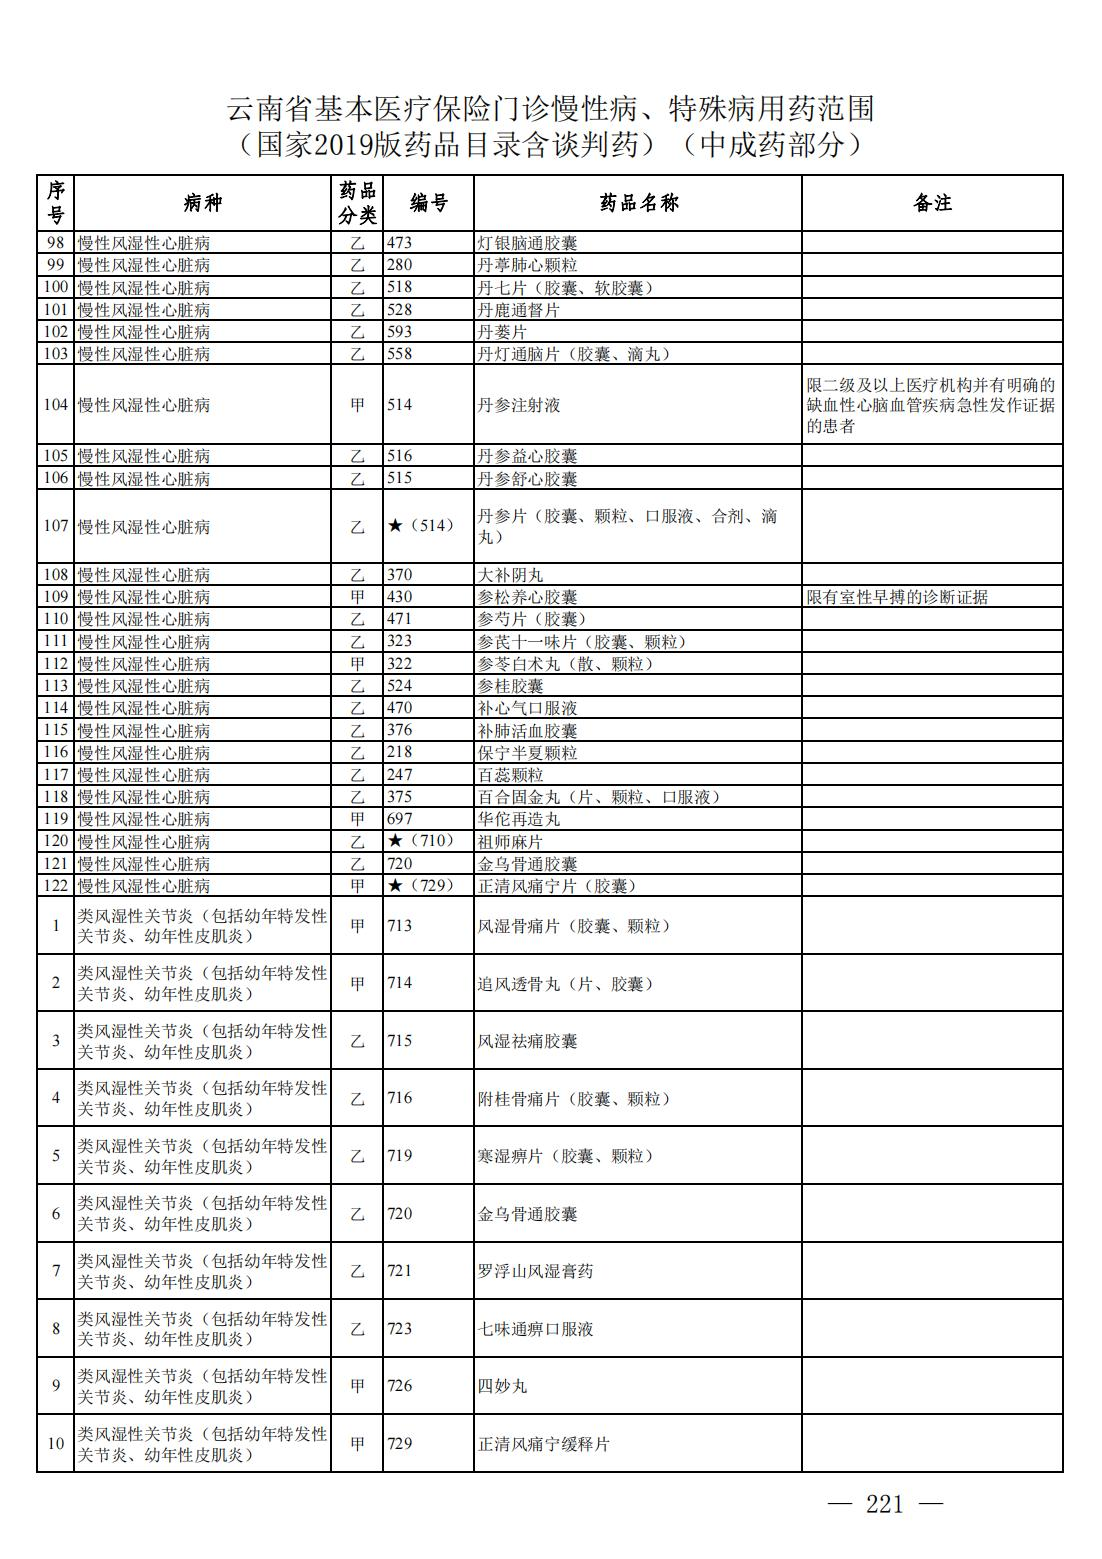 云南省基本医疗保险门诊慢性病、特殊病用药范围
（国家2019版药品目录含谈判药）（中成药部分）
序号 病种 药品分类 编号 药品名称 备注
98 慢性风湿性心脏病 乙 473 灯银脑通胶囊
99 慢性风湿性心脏病 乙 280 丹葶肺心颗粒
100 慢性风湿性心脏病 乙 518 丹七片（胶囊、软胶囊）
101 慢性风湿性心脏病 乙 528 丹鹿通督片
102 慢性风湿性心脏病 乙 593 丹蒌片
103 慢性风湿性心脏病 乙 558 丹灯通脑片（胶囊、滴丸）
104 慢性风湿性心脏病 甲 514 丹参注射液 限二级及以上医疗机构并有明确的
缺血性心脑血管疾病急性发作证据
的患者
105 慢性风湿性心脏病 乙 516 丹参益心胶囊
106 慢性风湿性心脏病 乙 515 丹参舒心胶囊
107 慢性风湿性心脏病 乙 ★（514） 丹参片（胶囊、颗粒、口服液、合剂、滴
丸）
108 慢性风湿性心脏病 乙 370 大补阴丸
109 慢性风湿性心脏病 甲 430 参松养心胶囊 限有室性早搏的诊断证据
110 慢性风湿性心脏病 乙 471 参芍片（胶囊）
111 慢性风湿性心脏病 乙 323 参芪十一味片（胶囊、颗粒）
112 慢性风湿性心脏病 甲 322 参苓白术丸（散、颗粒）
113 慢性风湿性心脏病 乙 524 参桂胶囊
114 慢性风湿性心脏病 乙 470 补心气口服液
115 慢性风湿性心脏病 乙 376 补肺活血胶囊
116 慢性风湿性心脏病 乙 218 保宁半夏颗粒
117 慢性风湿性心脏病 乙 247 百蕊颗粒
118 慢性风湿性心脏病 乙 375 百合固金丸（片、颗粒、口服液）
119 慢性风湿性心脏病 甲 697 华佗再造丸
120 慢性风湿性心脏病 乙 ★（710） 祖师麻片
121 慢性风湿性心脏病 乙 720 金乌骨通胶囊
122 慢性风湿性心脏病 甲 ★（729） 正清风痛宁片（胶囊）
1 类风湿性关节炎（包括幼年特发性
关节炎、幼年性皮肌炎） 甲 713 风湿骨痛片（胶囊、颗粒）
2 类风湿性关节炎（包括幼年特发性
关节炎、幼年性皮肌炎） 甲 714 追风透骨丸（片、胶囊）
3 类风湿性关节炎（包括幼年特发性
关节炎、幼年性皮肌炎） 乙 715 风湿祛痛胶囊
4 类风湿性关节炎（包括幼年特发性
关节炎、幼年性皮肌炎） 乙 716 附桂骨痛片（胶囊、颗粒）
5 类风湿性关节炎（包括幼年特发性
关节炎、幼年性皮肌炎） 乙 719 寒湿痹片（胶囊、颗粒）
6 类风湿性关节炎（包括幼年特发性
关节炎、幼年性皮肌炎） 乙 720 金乌骨通胶囊
7 类风湿性关节炎（包括幼年特发性
关节炎、幼年性皮肌炎） 乙 721 罗浮山风湿膏药
8 类风湿性关节炎（包括幼年特发性
关节炎、幼年性皮肌炎） 乙 723 七味通痹口服液
9 类风湿性关节炎（包括幼年特发性
关节炎、幼年性皮肌炎） 甲 726 四妙丸
10 类风湿性关节炎（包括幼年特发性
关节炎、幼年性皮肌炎） 甲 729 正清风痛宁缓释片
— 221 —